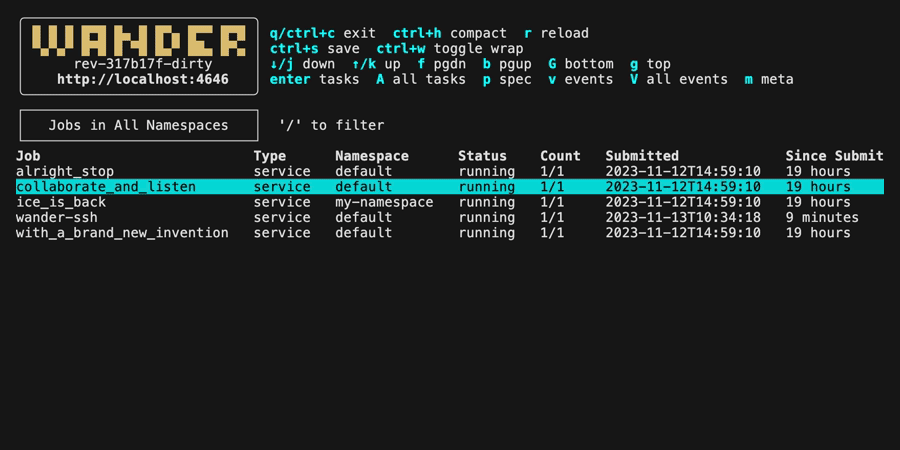 WANDER
rev-317b17f-dirty
http://localhost:4646
q/ctrl+c exit  ctrl+h compact  r reload
ctrl+s save  ctrl+w toggle wrap
↓/j down  ↑/k up  f pgdn  b pgup  G bottom  g top
enter tasks  A all tasks  p spec  v events  V all events  m meta
Jobs in All Namespaces  '/' to filter
Job  Type  Namespace  Status  Count  Submitted  Since Submit
alright_stop  service  default  running  1/1  2023-11-12T14:59:10  19 hours
collaborate_and_listen  service  default  running  1/1  2023-11-12T14:59:10  19 hours
ice_is_back  service  my-namespace  running  1/1  2023-11-12T14:59:10  19 hours
wander-ssh  service  default  running  1/1  2023-11-13T10:34:18  9 minutes
with_a_brand_new_invention  service  default  running  1/1  2023-11-12T14:59:10  19 hours